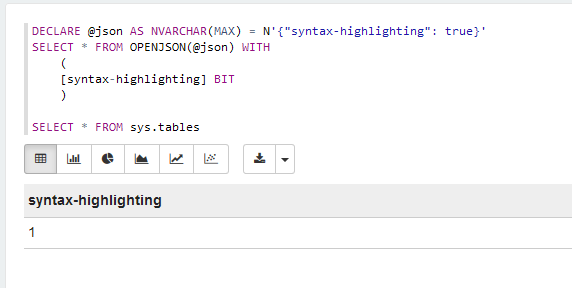 DECLARE @json AS NVARCHAR(MAX) = N'{"syntax-highlighting": true}'
SELECT * FROM OPENJSON(@json) WITH
(
[syntax-highlighting] BIT
)
SELECT * FROM sys.tables
syntax-highlighting
1